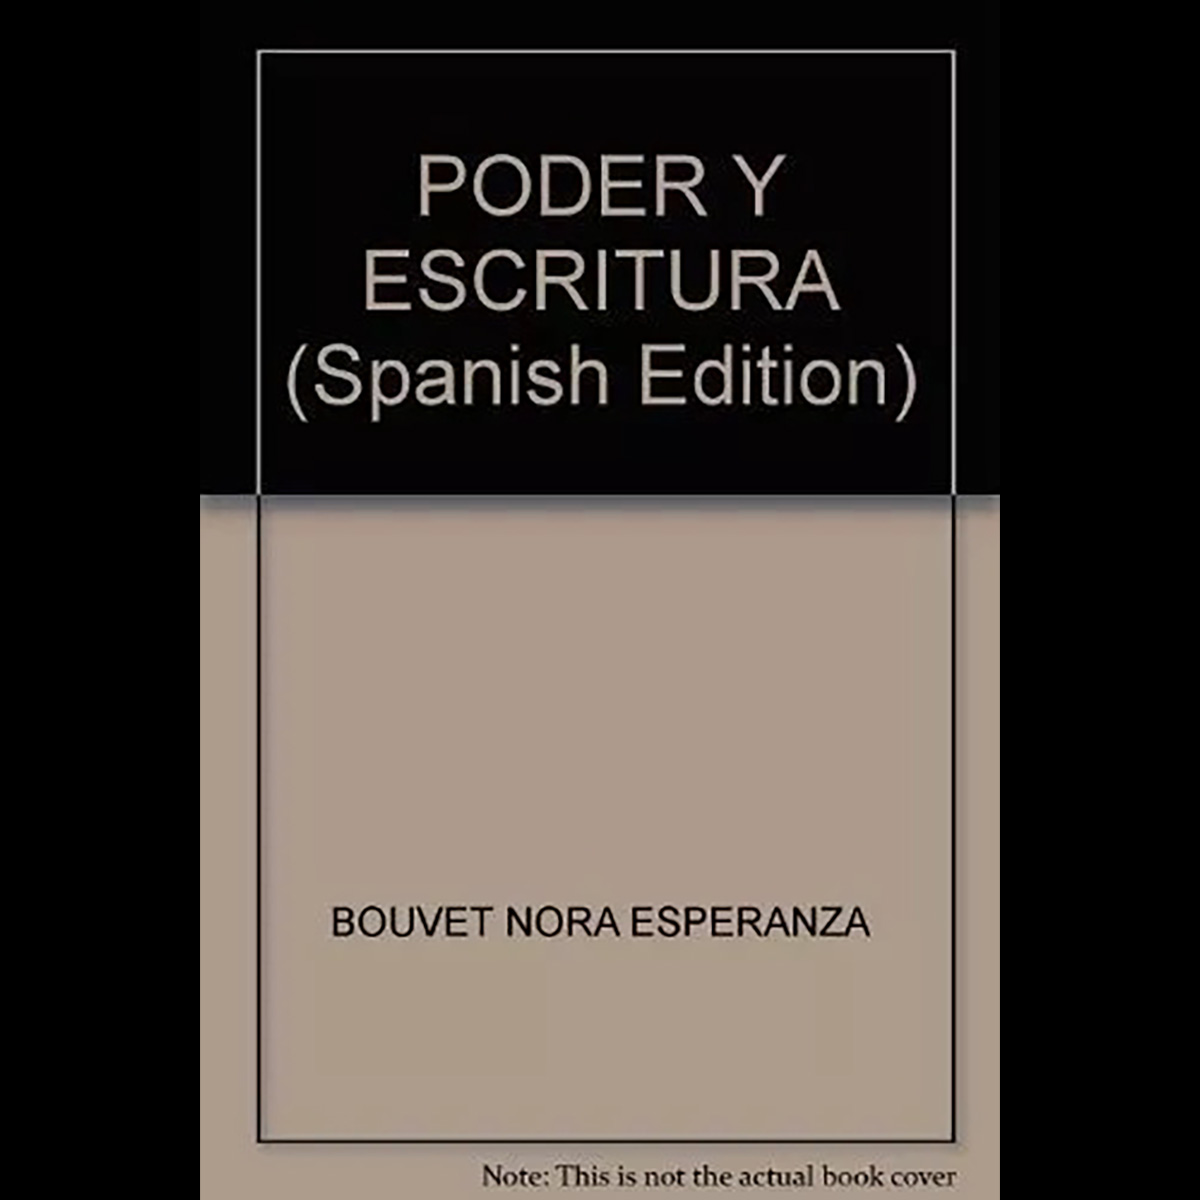 PODER Y
ESCRITURA
(Spanish Edition)
BOUVET NORA ESPERANZA
Note: This is not the actual book cover